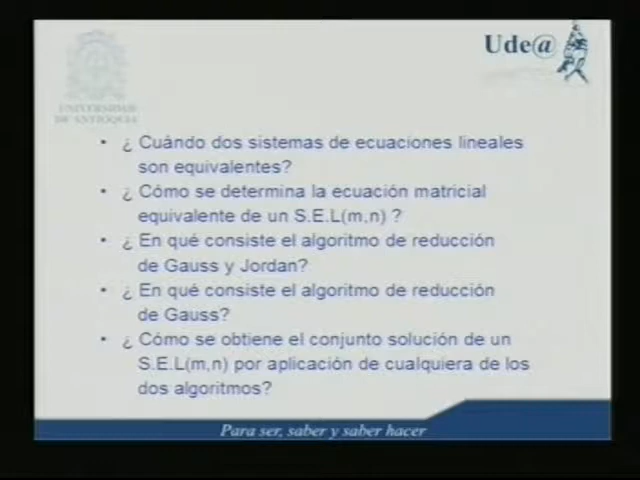 Ude@
UNIVERSIDAD
DE ANTIOQUIA
• ¿ Cuándo dos sistemas de ecuaciones lineales
son equivalentes?
• ¿ Cómo se determina la ecuación matricial
equivalente de un S.E.L(m,n) ?
• ¿ En qué consiste el algoritmo de reducción
de Gauss y Jordan?
• ¿ En qué consiste el algoritmo de reducción
de Gauss?
• ¿ Cómo se obtiene el conjunto solución de un
S.E.L(m,n) por aplicación de cualquiera de los
dos algoritmos?
Para ser, saber y saber hacer